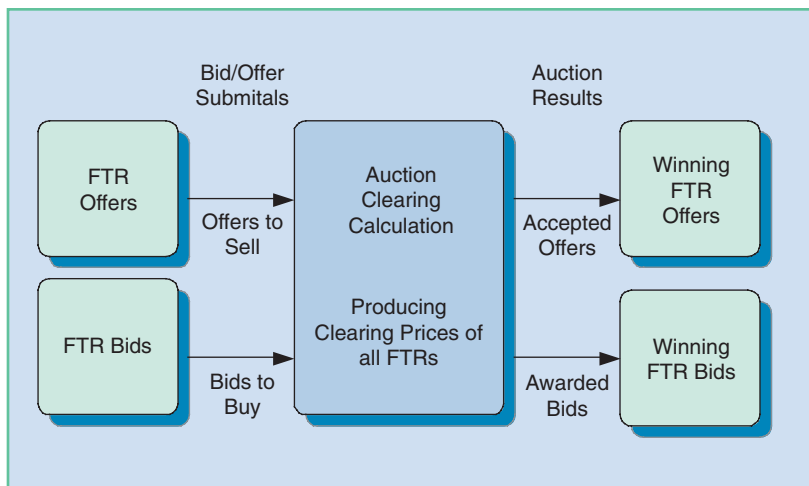 Bid/Offer
Submitals
Auction
Results
FTR
Offers
Offers to
Sell
Auction
Clearing
Calculation
Accepted
Offers
Winning
FTR
Offers
FTR Bids
Bids to
Buy
Producing
Clearing Prices of
all FTRs
Awarded
Bids
Winning
FTR Bids